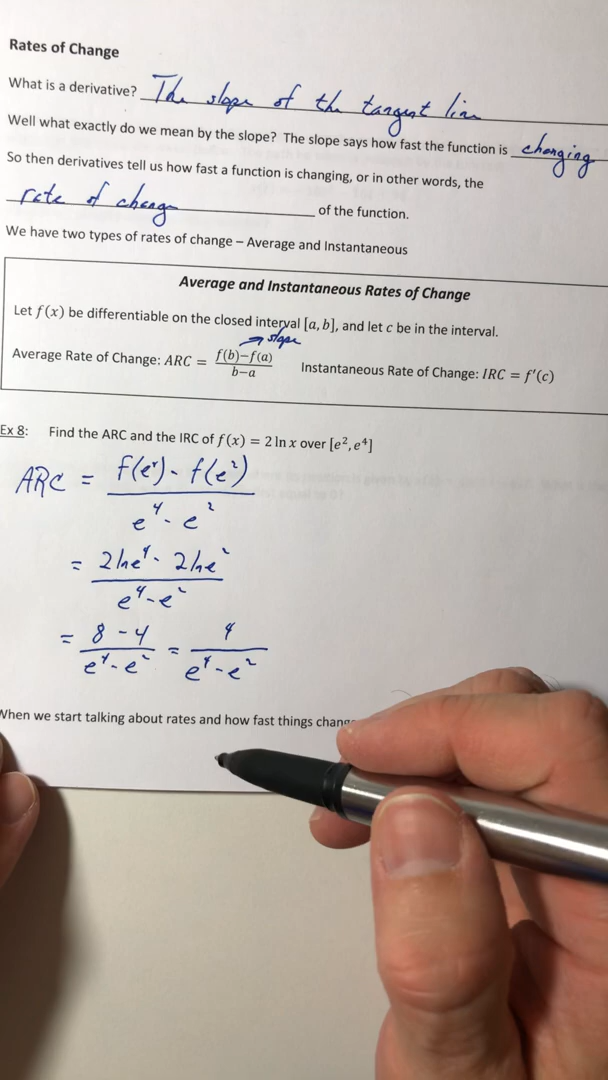 Rates of Change
What is a derivative? The slope of the tangent line
Well what exactly do we mean by the slope? The slope says how fast the function is changing
So then derivatives tell us how fast a function is changing, or in other words, the
rate of change of the function.
We have two types of rates of change – Average and Instantaneous
Average and Instantaneous Rates of Change
Let f(x) be differentiable on the closed interval [a, b], and let c be in the interval.
→ slope
Average Rate of Change: ARC = f(b)−f(a) / b−a Instantaneous Rate of Change: IRC = f′(c)
Ex 8: Find the ARC and the IRC of f(x) = 2 ln x over [e², e⁴]
ARC = f(e⁴) - f(e²) / e⁴ - e²
= 2lne⁴ - 2lne² / e⁴-e²
= 8 - 4 / e⁴-e² = 4 / e⁴-e²
When we start talking about rates and how fast things